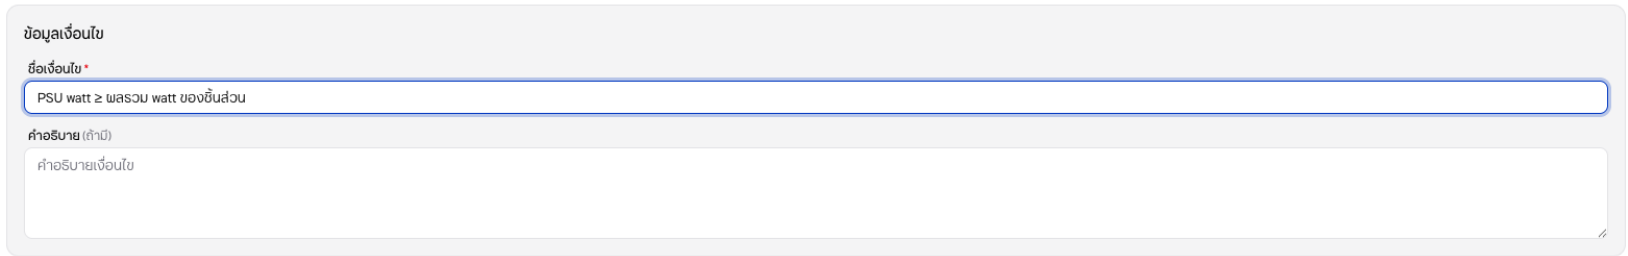 ข้อมูลเงื่อนไข
ชื่อเงื่อนไข *
PSU watt ≥ ผลรวม watt ของชิ้นส่วน
คำอธิบาย (ถ้ามี)
คำอธิบายเงื่อนไข